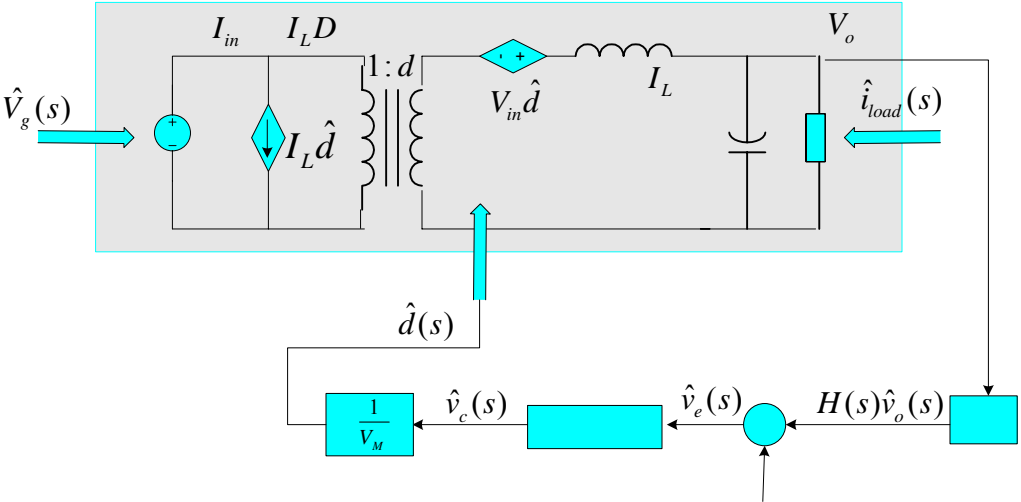 I_in I_L D V_o
1:d
V̂_g(s) I_L d̂ V_in d̂ I_L î_load(s)
+
−
- +
d̂(s)
1/V_M v̂_c(s) v̂_e(s) H(s)v̂_o(s)